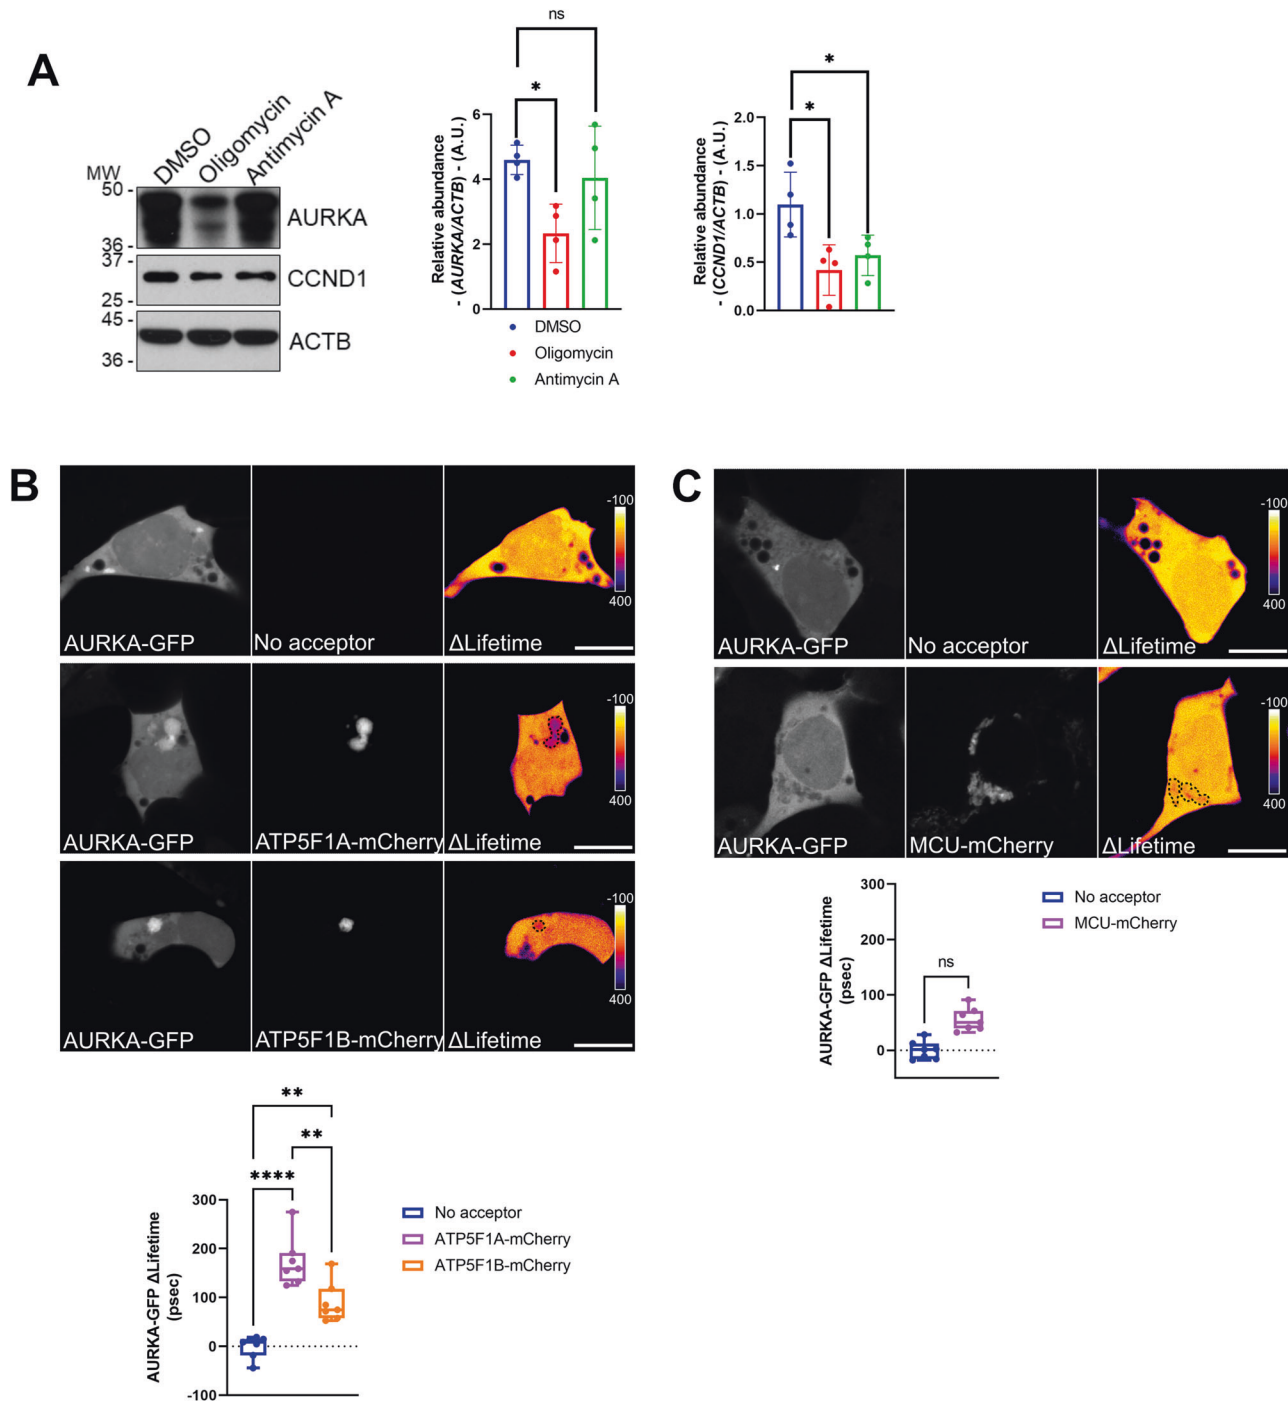 A
MW
DMSO
Oligomycin
Antimycin A
50 -
36 -
AURKA
37
25 -
CCND1
45 -
36 -
ACTB
ns
*
Relative abundance
- (AURKA/ACTB) - (A.U.)
6
4
2
0
DMSO
Oligomycin
Antimycin A
*
*
Relative abundance
- (CCND1/ACTB) - (A.U.)
2.0
1.5
1.0
0.5
0.0
B
AURKA-GFP
No acceptor
ΔLifetime
-100
400
AURKA-GFP
ATP5F1A-mCherry
ΔLifetime
-100
400
AURKA-GFP
ATP5F1B-mCherry
ΔLifetime
-100
400
**
**
****
AURKA-GFP ΔLifetime
(psec)
300
200
100
0
-100
No acceptor
ATP5F1A-mCherry
ATP5F1B-mCherry
C
AURKA-GFP
No acceptor
ΔLifetime
-100
400
AURKA-GFP
MCU-mCherry
ΔLifetime
-100
400
AURKA-GFP ΔLifetime
(psec)
300
200
100
0
ns
No acceptor
MCU-mCherry